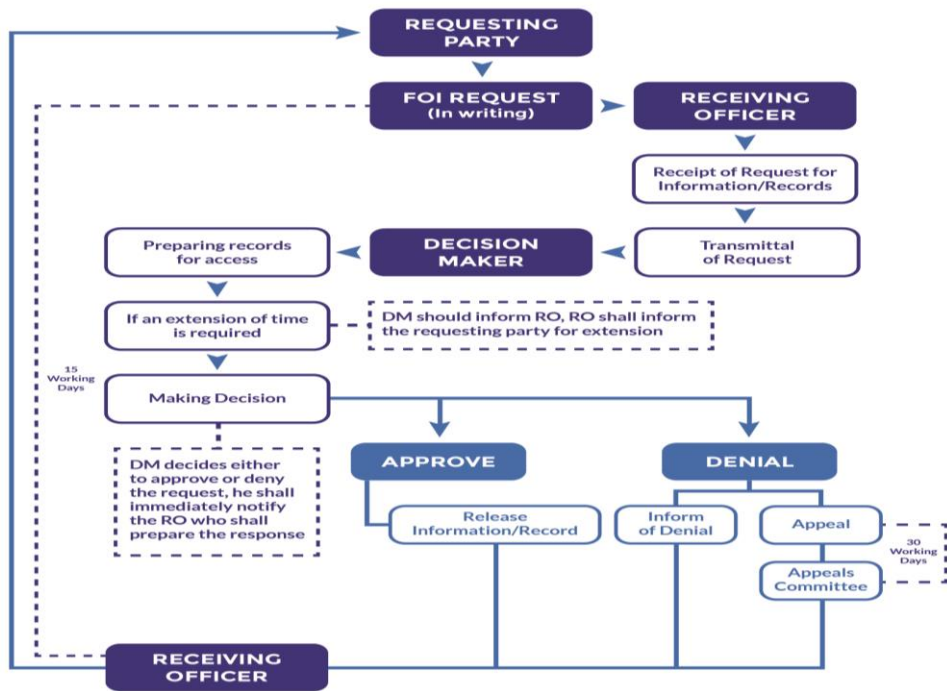 REQUESTING
PARTY
FOI REQUEST
(In writing)
RECEIVING
OFFICER
Receipt of Request for
Information/Records
Transmittal
of Request
DECISION
MAKER
Preparing records
for access
If an extension of time
is required
DM should inform RO, RO shall inform
the requesting party for extension
15
Working
Days
Making Decision
DM decides either
to approve or deny
the request, he shall
immediately notify
the RO who shall
prepare the response
APPROVE
DENIAL
Release
Information/Record
Inform
of Denial
Appeal
30
Working
Days
Appeals
Committee
RECEIVING
OFFICER